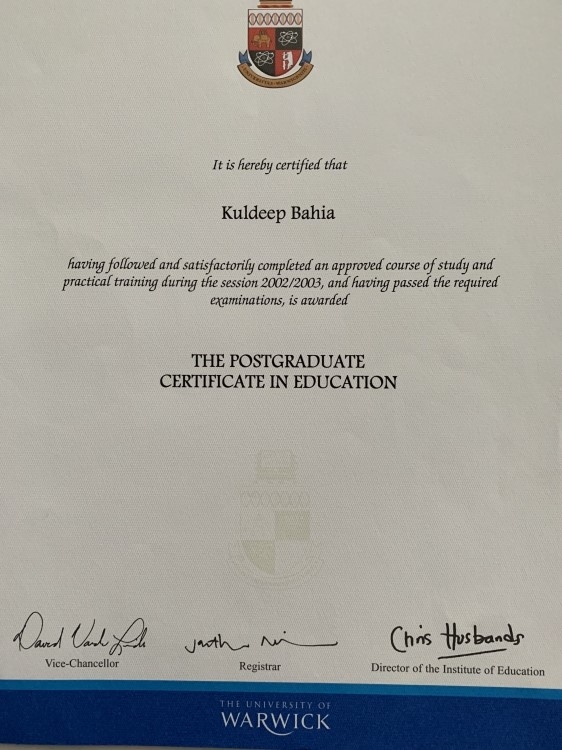 It is hereby certified that
Kuldeep Bahia
having followed and satisfactorily completed an approved course of study and
practical training during the session 2002/2003, and having passed the required
examinations, is awarded
THE POSTGRADUATE
CERTIFICATE IN EDUCATION
Chris Husbands
Vice-Chancellor
Registrar
Director of the Institute of Education
THE UNIVERSITY OF
WARWICK